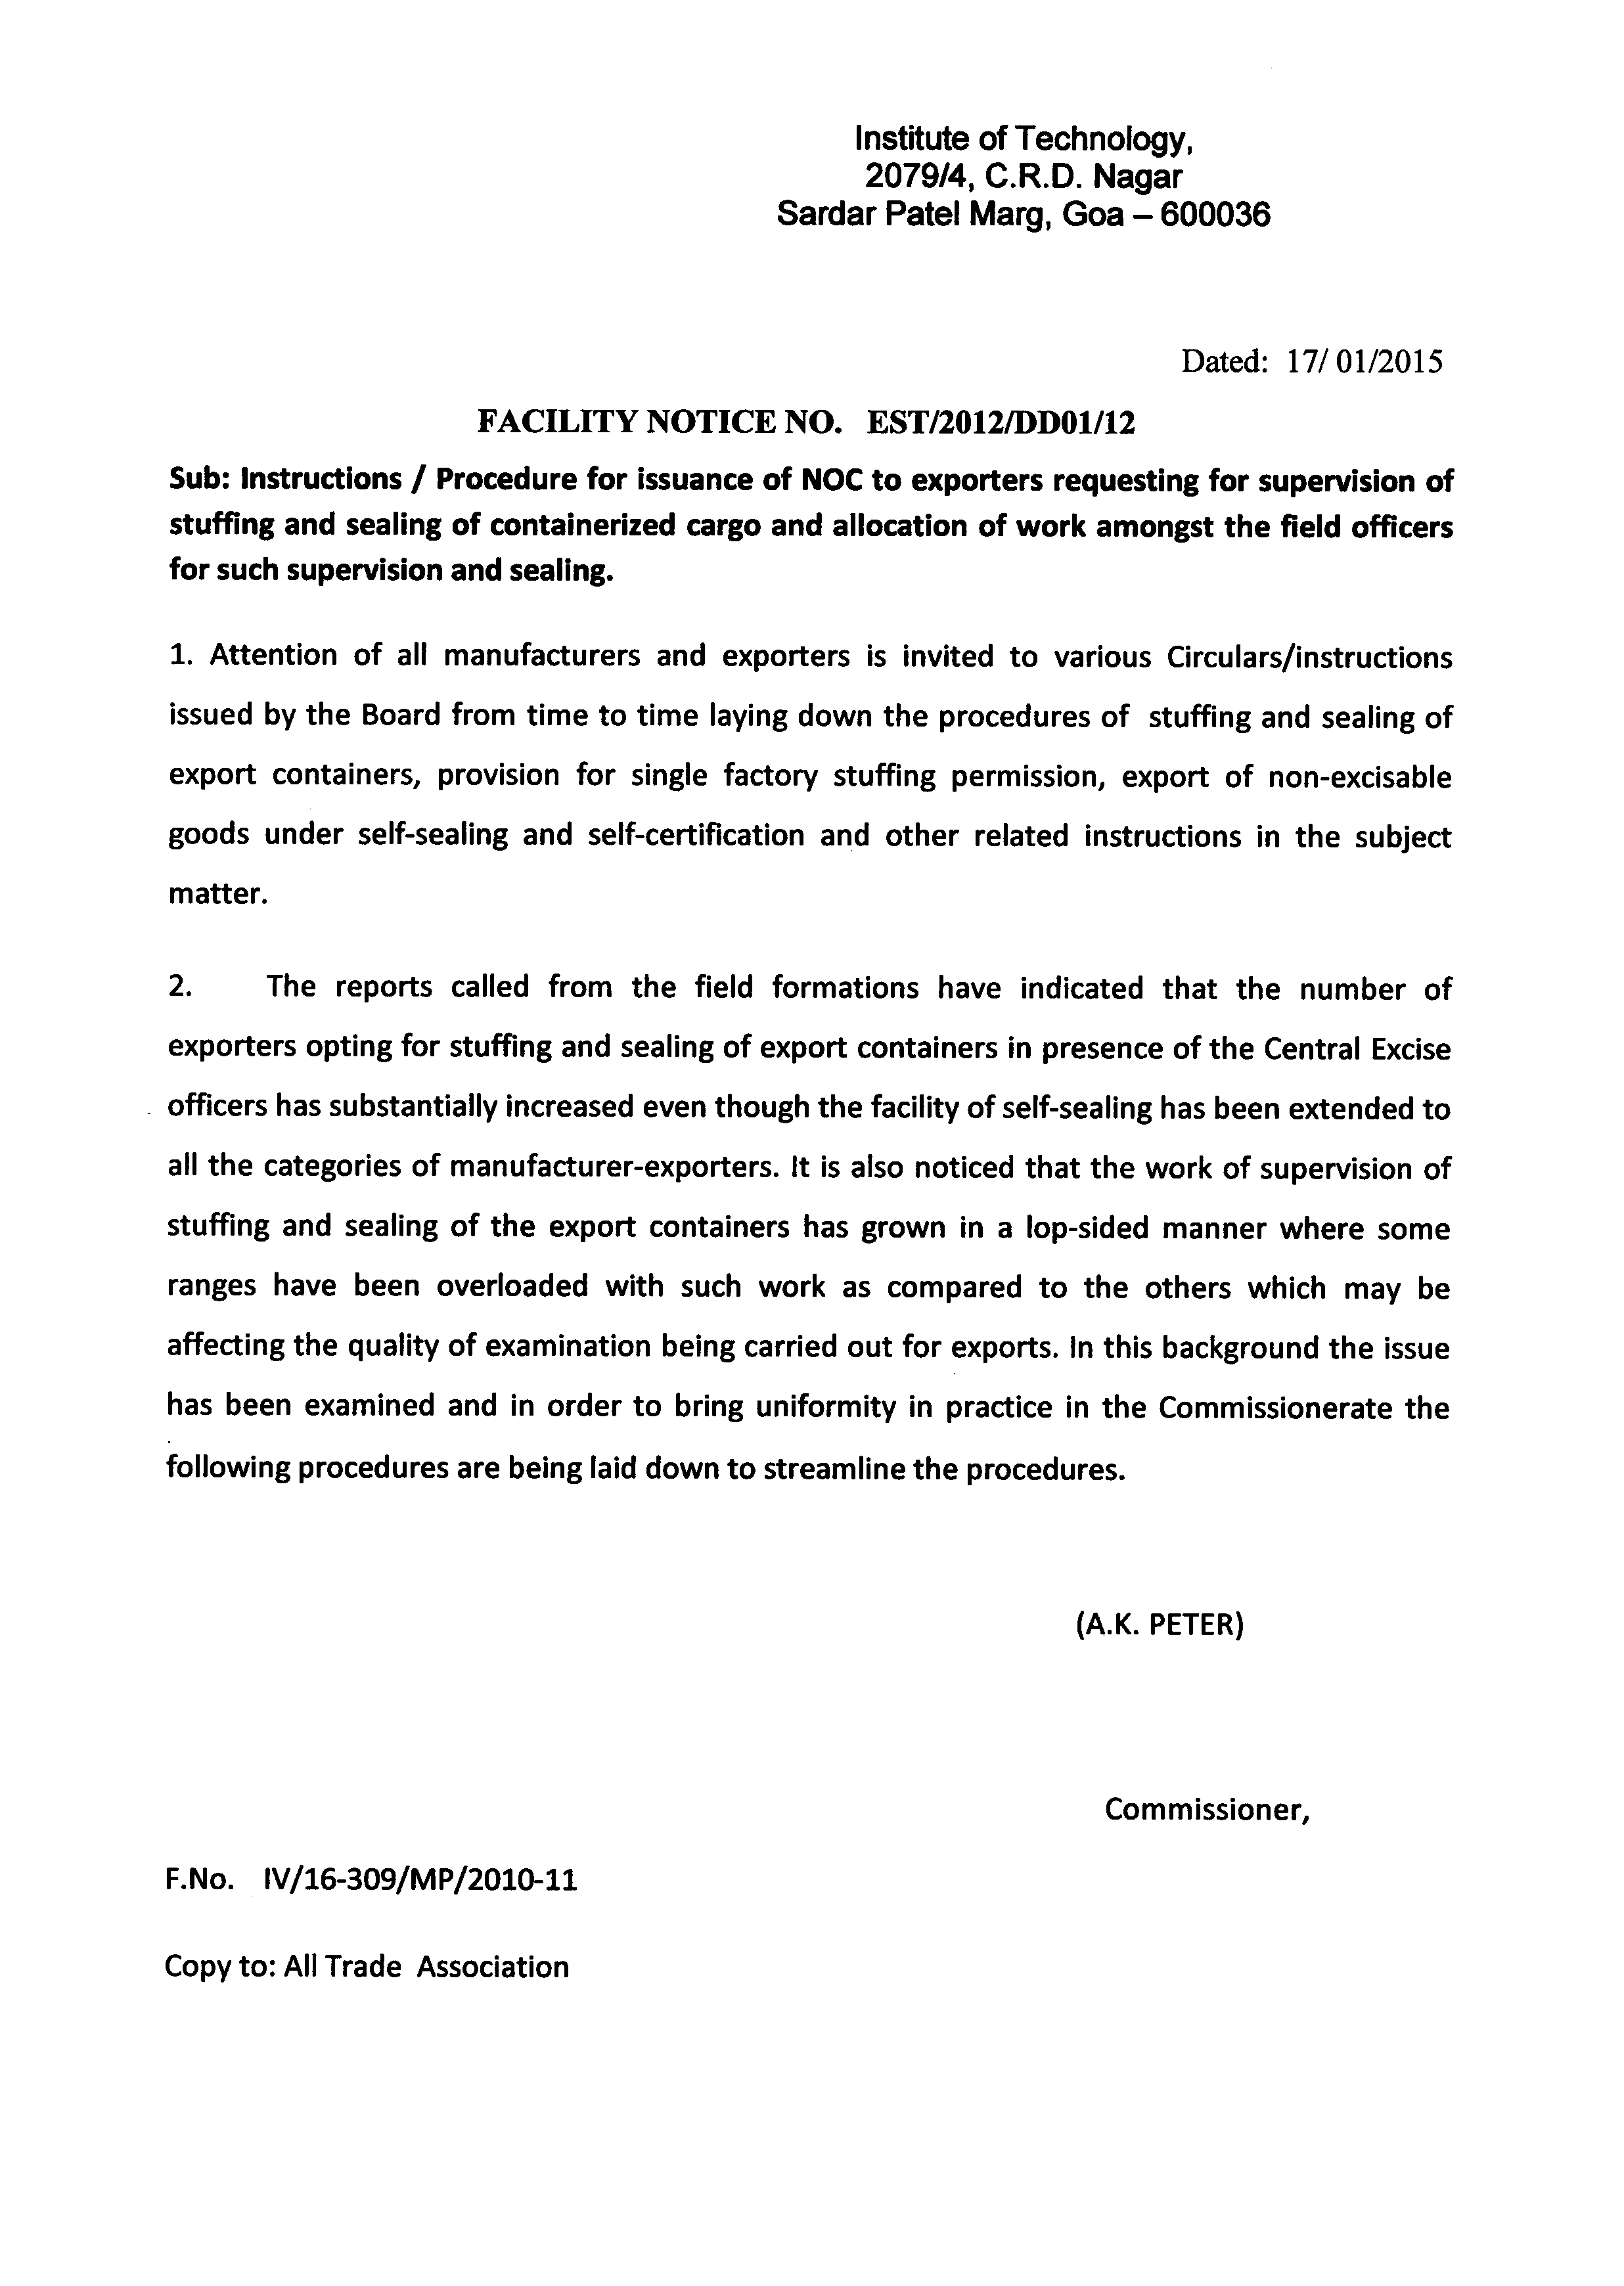 Institute of Technology,
2079/4, C.R.D. Nagar
Sardar Patel Marg, Goa – 600036
Dated: 17/ 01/2015
FACILITY NOTICE NO. EST/2012/DD01/12
Sub: Instructions / Procedure for issuance of NOC to exporters requesting for supervision of
stuffing and sealing of containerized cargo and allocation of work amongst the field officers
for such supervision and sealing.
1. Attention of all manufacturers and exporters is invited to various Circulars/instructions
issued by the Board from time to time laying down the procedures of stuffing and sealing of
export containers, provision for single factory stuffing permission, export of non-excisable
goods under self-sealing and self-certification and other related instructions in the subject
matter.
2. The reports called from the field formations have indicated that the number of
exporters opting for stuffing and sealing of export containers in presence of the Central Excise
officers has substantially increased even though the facility of self-sealing has been extended to
all the categories of manufacturer-exporters. It is also noticed that the work of supervision of
stuffing and sealing of the export containers has grown in a lop-sided manner where some
ranges have been overloaded with such work as compared to the others which may be
affecting the quality of examination being carried out for exports. In this background the issue
has been examined and in order to bring uniformity in practice in the Commissionerate the
following procedures are being laid down to streamline the procedures.
(A.K. PETER)
Commissioner,
F.No. IV/16-309/MP/2010-11
Copy to: All Trade Association